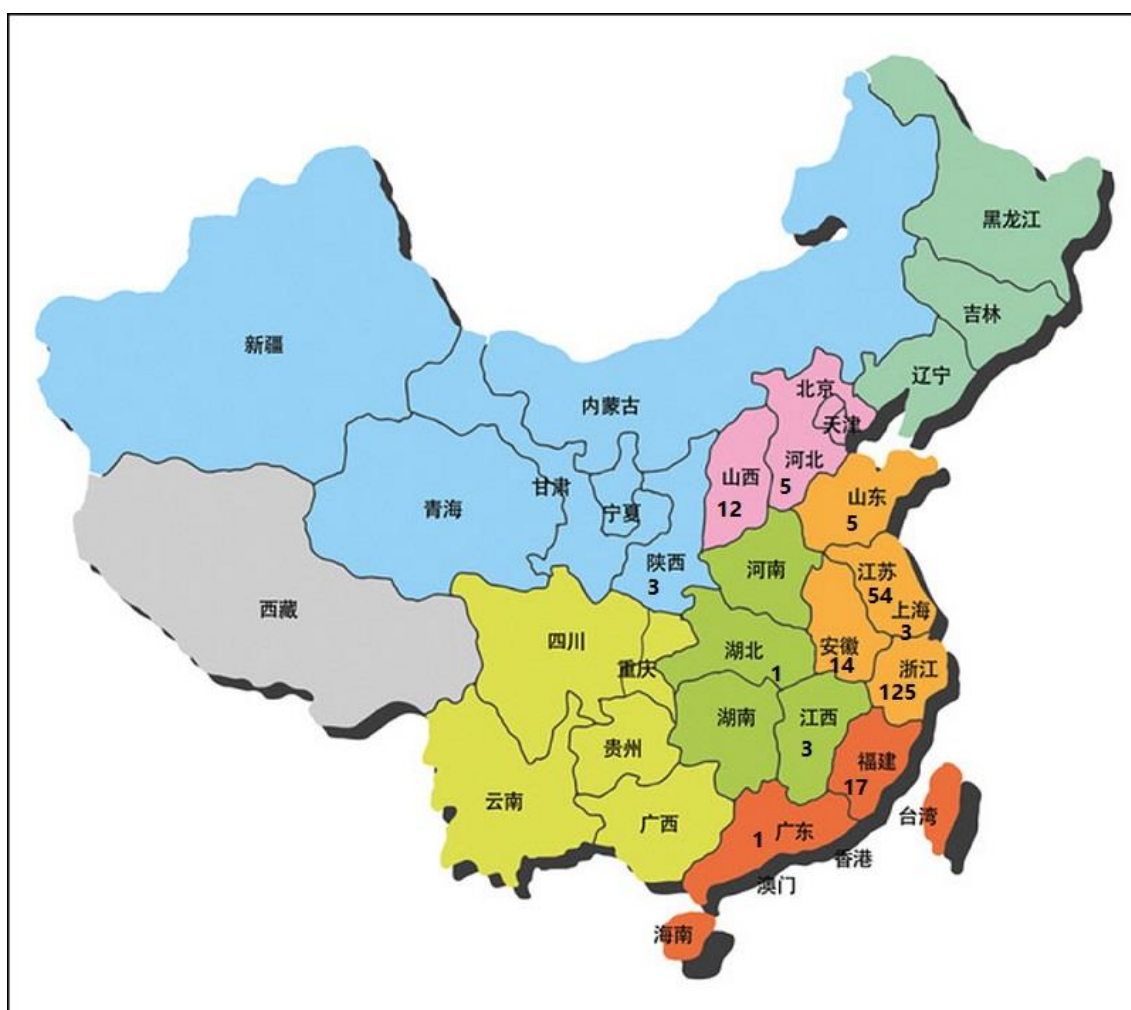 黑龙江
吉林
辽宁
新疆
内蒙古
北京
天津
河北
5
山西
12
山东
5
甘肃
宁夏
青海
陕西
3
河南
江苏
54
上海
3
西藏
四川
重庆
湖北
1
安徽
14
浙江
125
湖南
江西
3
贵州
福建
17
云南
广西
1
广东
台湾
香港
澳门
海南